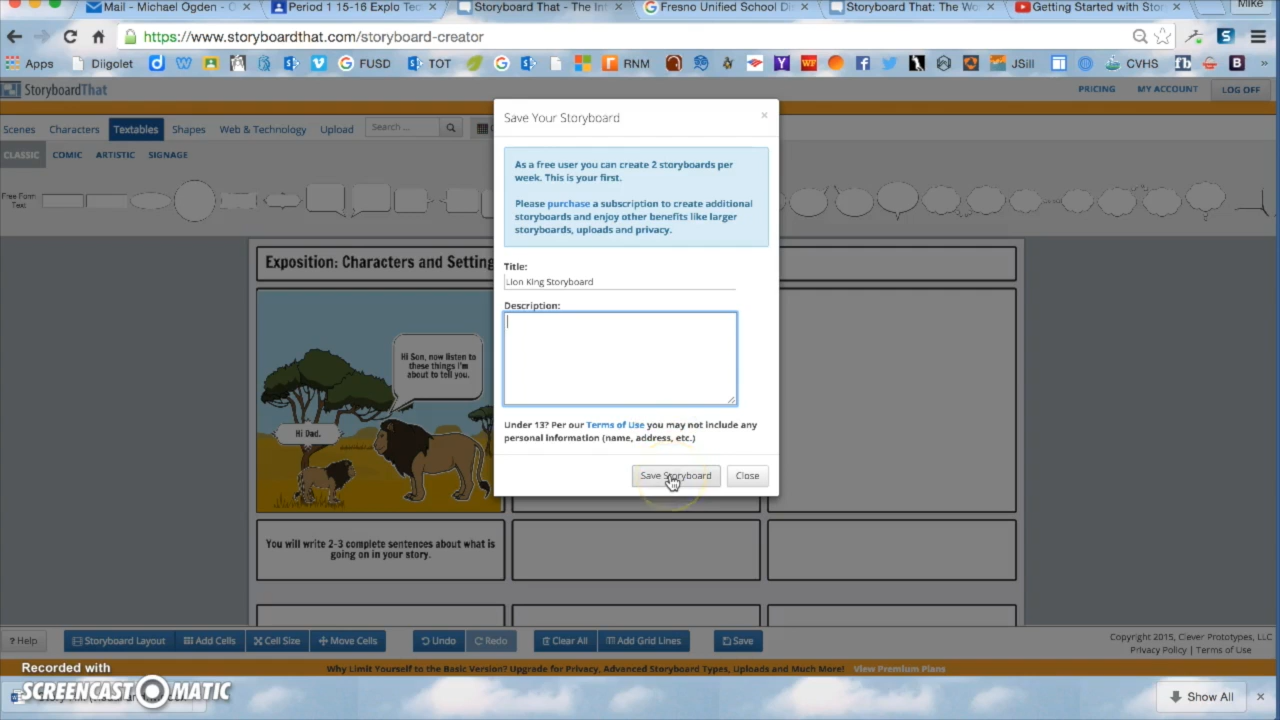 Mail - Michael Ogden - O
Period 1 15-16 Explo Te
Storyboard That - The Int
Fresno Unified School Di
Storyboard That: The Wo
Getting Started with Stor
Mike
https://www.storyboardthat.com/storyboard-creator
Apps
Diigolet
FUSD
TOT
RNM
JSill
CVHS
StoryboardThat
PRICING
MY ACCOUNT
LOG OFF
Scenes
Characters
Textables
Shapes
Web & Technology
Upload
Search ...
CLASSIC
COMIC
ARTISTIC
SIGNAGE
Free Form
Text
Save Your Storyboard
×
As a free user you can create 2 storyboards per
week. This is your first.
Please purchase a subscription to create additional
storyboards and enjoy other benefits like larger
storyboards, uploads and privacy.
Title:
Lion King Storyboard
Description:
Under 13? Per our Terms of Use you may not include any
personal information (name, address, etc.)
Save Storyboard
Close
Exposition: Characters and Setting
Hi Son, now listen to
these things I'm
about to tell you.
Hi Dad.
You will write 2-3 complete sentences about what is
going on in your story.
? Help
Storyboard Layout
Add Cells
Cell Size
Move Cells
Undo
Redo
Clear All
Add Grid Lines
Save
Copyright 2015, Clever Prototypes, LLC
Privacy Policy | Terms of Use
Why Limit Yourself to the Basic Version? Upgrade for Privacy, Advanced Storyboard Types, Uploads and Much More! View Premium Plans
Recorded with
SCREENCAST-O-MATIC
Show All